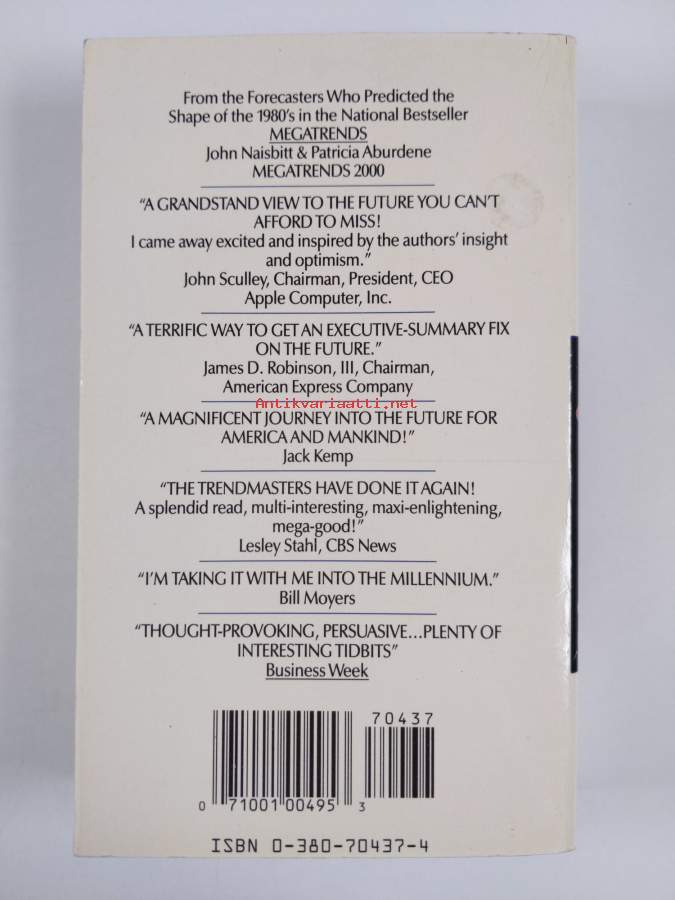 From the Forecasters Who Predicted the
Shape of the 1980's in the National Bestseller
MEGATRENDS
John Naisbitt & Patricia Aburdene
MEGATRENDS 2000
“A GRANDSTAND VIEW TO THE FUTURE YOU CAN'T
AFFORD TO MISS!
I came away excited and inspired by the authors' insight
and optimism.”
John Sculley, Chairman, President, CEO
Apple Computer, Inc.
“A TERRIFIC WAY TO GET AN EXECUTIVE-SUMMARY FIX
ON THE FUTURE.”
James D. Robinson, III, Chairman,
American Express Company
Antikvariaatti.net
“A MAGNIFICENT JOURNEY INTO THE FUTURE FOR
AMERICA AND MANKIND!”
Jack Kemp
“THE TRENDMASTERS HAVE DONE IT AGAIN!
A splendid read, multi-interesting, maxi-enlightening,
mega-good!”
Lesley Stahl, CBS News
“I'M TAKING IT WITH ME INTO THE MILLENNIUM.”
Bill Moyers
“THOUGHT-PROVOKING, PERSUASIVE...PLENTY OF
INTERESTING TIDBITS”
Business Week
70437
0 71001 00495 3
ISBN 0-380-70437-4